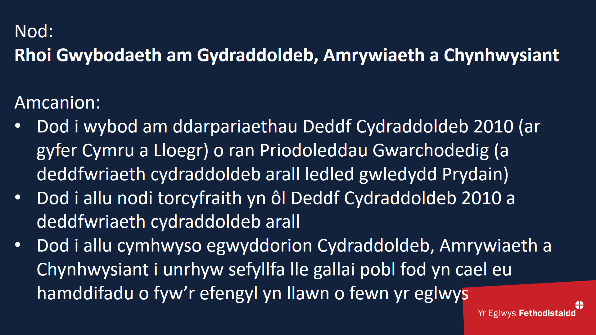 Nod:
Rhoi Gwybodaeth am Gydraddoldeb, Amrywiaeth a Chynhwysiant
Amcanion:
• Dod i wybod am ddarpariaethau Deddf Cydraddoldeb 2010 (ar
gyfer Cymru a Lloegr) o ran Priodoleddau Gwarchodedig (a
deddfwriaeth cydraddoldeb arall ledled gwledydd Prydain)
• Dod i allu nodi torcyfraith yn ôl Deddf Cydraddoldeb 2010 a
deddfwriaeth cydraddoldeb arall
• Dod i allu cymhwyso egwyddorion Cydraddoldeb, Amrywiaeth a
Chynhwysiant i unrhyw sefyllfa lle gallai pobl fod yn cael eu
hamddifadu o fyw'r efengyl yn llawn o fewn yr eglwys
Yr Eglwys Fethodistaidd